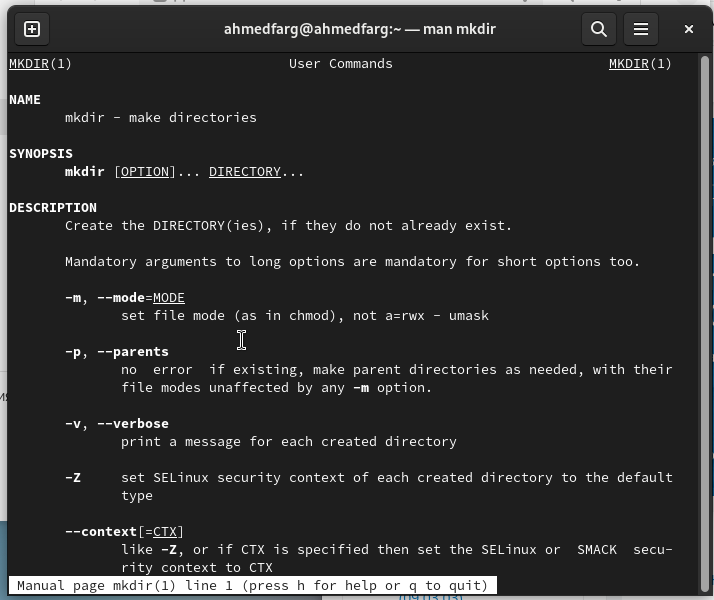 ahmedfarg@ahmedfarg:~ — man mkdir
MKDIR(1) User Commands MKDIR(1)
NAME
mkdir - make directories
SYNOPSIS
mkdir [OPTION]... DIRECTORY...
DESCRIPTION
Create the DIRECTORY(ies), if they do not already exist.
Mandatory arguments to long options are mandatory for short options too.
-m, --mode=MODE
set file mode (as in chmod), not a=rwx - umask
-p, --parents
no error if existing, make parent directories as needed, with their
file modes unaffected by any -m option.
-v, --verbose
print a message for each created directory
-Z set SELinux security context of each created directory to the default
type
--context[=CTX]
like -Z, or if CTX is specified then set the SELinux or SMACK secu-
rity context to CTX
Manual page mkdir(1) line 1 (press h for help or q to quit)